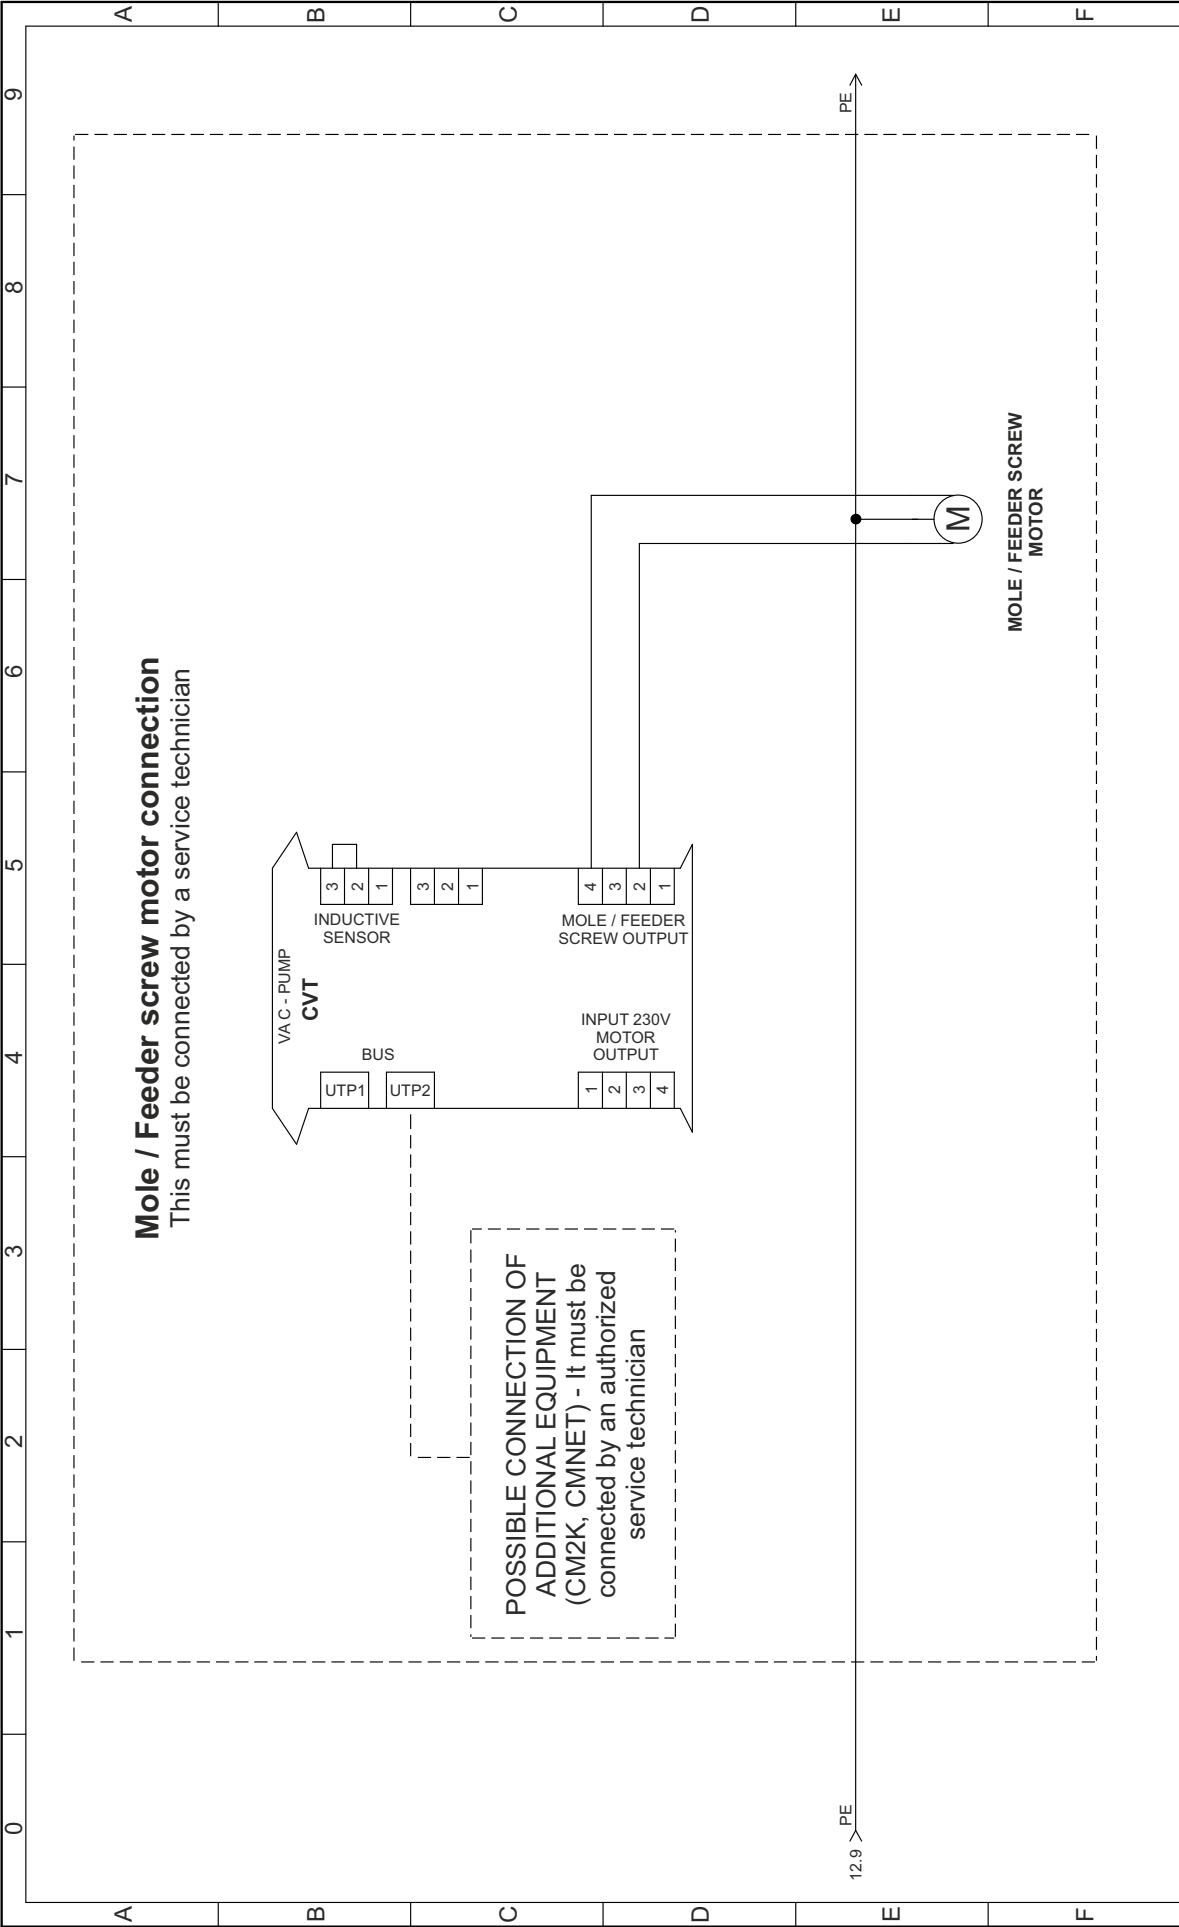 0 1 2 3 4 5 6 7 8 9
A
A
B
B
C
C
D
D
E
E
F
F
Mole / Feeder screw motor connection
This must be connected by a service technician
VA C - PUMP
CVT
BUS
UTP1
UTP2
INDUCTIVE
SENSOR
3
2
1
3
2
1
INPUT 230V
MOTOR
OUTPUT
1
2
3
4
MOLE / FEEDER
SCREW OUTPUT
4
3
2
1
POSSIBLE CONNECTION OF
ADDITIONAL EQUIPMENT
(CM2K, CMNET) - It must be
connected by an authorized
service technician
12.9
PE
PE
M
MOLE / FEEDER SCREW
MOTOR